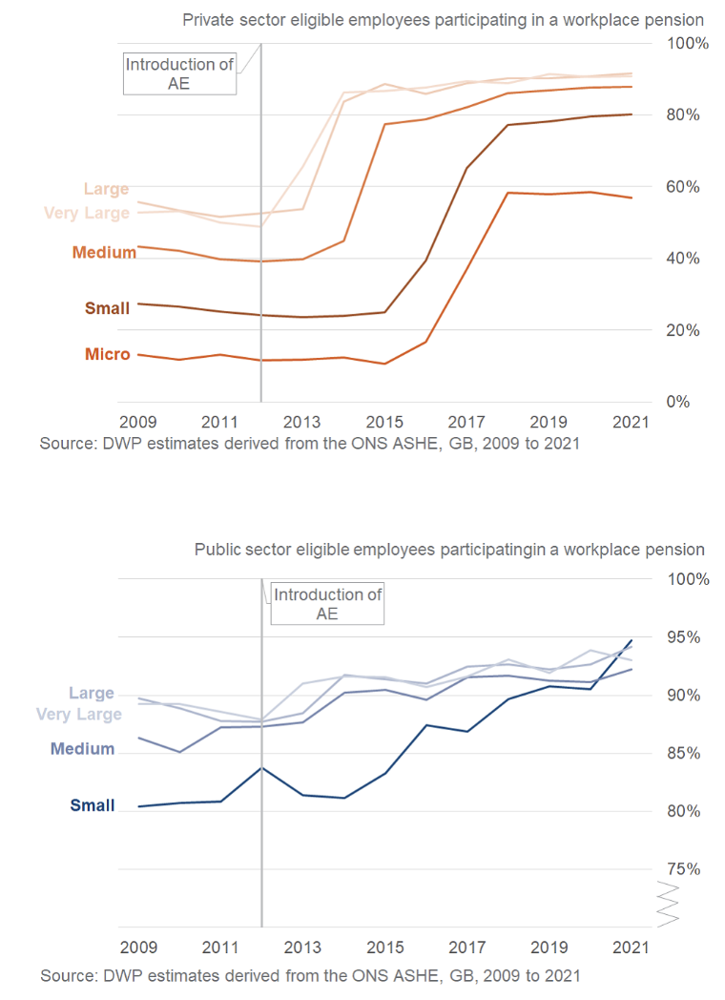 Private sector eligible employees participating in a workplace pension
100%
Introduction of
AE
80%
Large
60%
Very Large
Medium
40%
Small
20%
Micro
0%
2009 2011 2013 2015 2017 2019 2021
Source: DWP estimates derived from the ONS ASHE, GB, 2009 to 2021
Public sector eligible employees participatingin a workplace pension
100%
Introduction of
AE
95%
Large
90%
Very Large
Medium
85%
Small
80%
75%
2009 2011 2013 2015 2017 2019 2021
Source: DWP estimates derived from the ONS ASHE, GB, 2009 to 2021